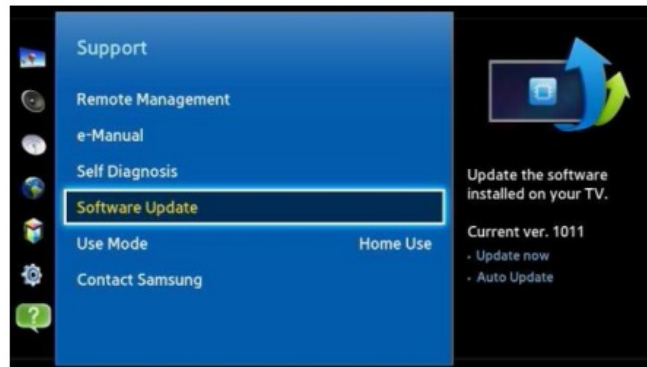 Support
Remote Management
e-Manual
Self Diagnosis
Software Update
Use Mode Home Use
Contact Samsung
?
Update the software
installed on your TV.
Current ver. 1011
- Update now
- Auto Update